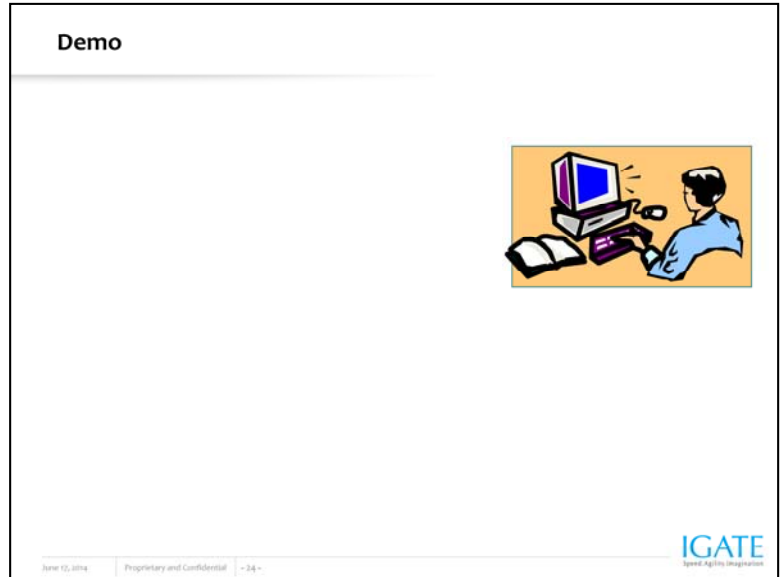 Demo
June 17, 2014 Proprietary and Confidential - 24 -
IGATE
Speed.Agility.Imagination